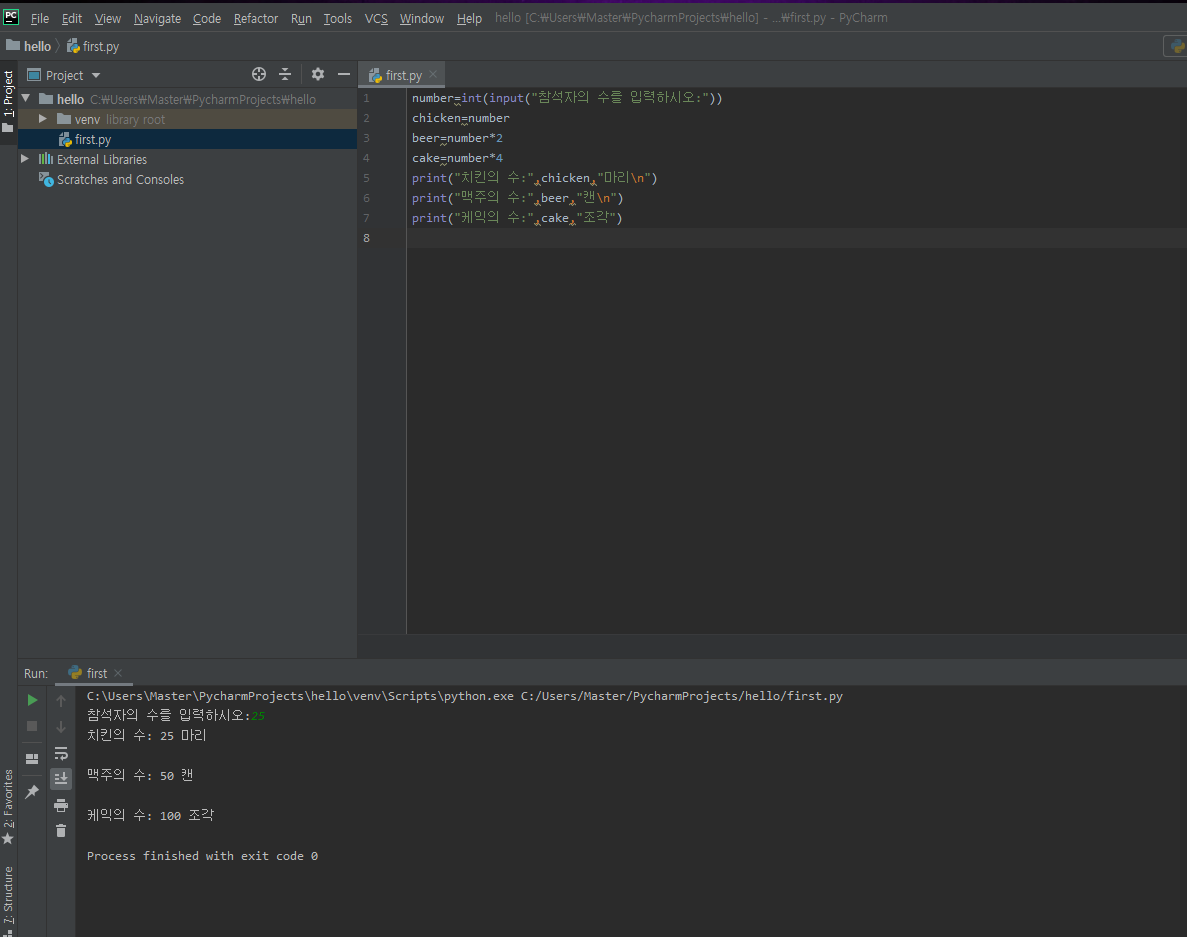 PC File Edit View Navigate Code Refactor Run Tools VCS Window Help hello [C:₩Users₩Master₩PycharmProjects₩hello] - ...₩first.py - PyCharm
hello first.py
1: Project
Project
hello C:₩Users₩Master₩PycharmProjects₩hello
venv library root
first.py
External Libraries
Scratches and Consoles
first.py
1 number=int(input("참석자의 수를 입력하시오:"))
2 chicken=number
3 beer=number*2
4 cake=number*4
5 print("치킨의 수:",chicken,"마리\n")
6 print("맥주의 수:",beer,"캔\n")
7 print("케익의 수:",cake,"조각")
8
Run: first
C:\Users\Master\PycharmProjects\hello\venv\Scripts\python.exe C:/Users/Master/PycharmProjects/hello/first.py
참석자의 수를 입력하시오:25
치킨의 수: 25 마리
맥주의 수: 50 캔
케익의 수: 100 조각
Process finished with exit code 0
2: Favorites
7: Structure